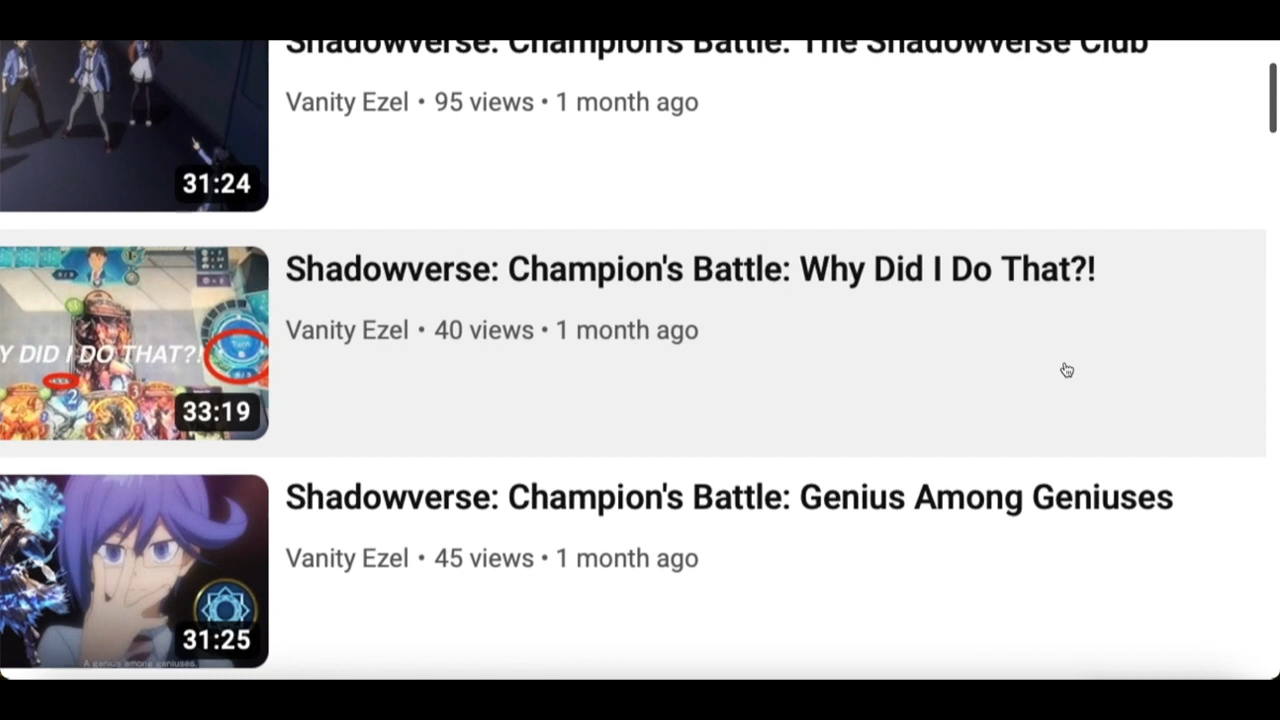 Shadowverse: Champion's Battle: The Shadowverse Club
Vanity Ezel • 95 views • 1 month ago
31:24
Shadowverse: Champion's Battle: Why Did I Do That?!
Vanity Ezel • 40 views • 1 month ago
Y DID I DO THAT?!
33:19
Shadowverse: Champion's Battle: Genius Among Geniuses
Vanity Ezel • 45 views • 1 month ago
31:25
A genius among geniuses.